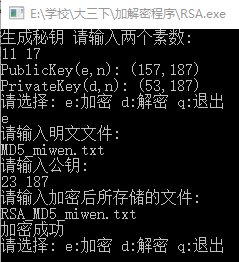 E:\学校\大三下\加解密程序\RSA.exe
生成秘钥 请输入两个素数:
11 17
PublicKey(e,n): (157,187)
PrivateKey(d,n): (53,187)
请选择: e:加密 d:解密 q:退出
e
请输入明文文件:
MD5_miwen.txt
请输入公钥:
23 187
请输入加密后所存储的文件:
RSA_MD5_miwen.txt
加密成功
请选择: e:加密 d:解密 q:退出